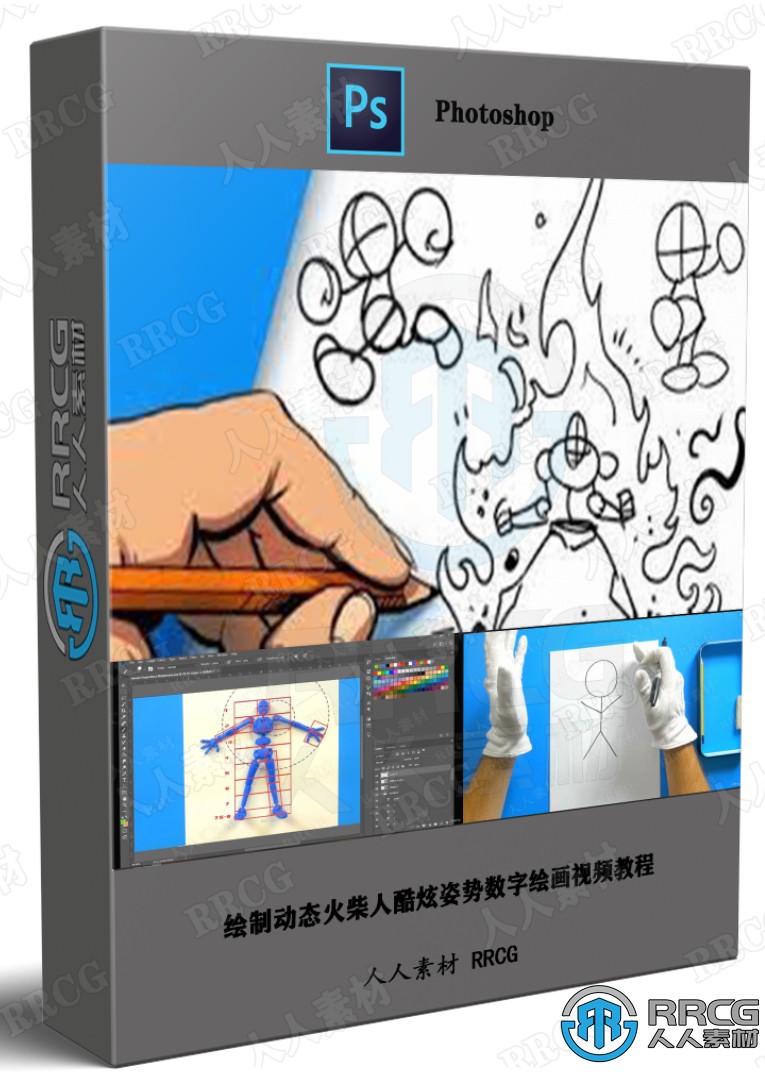 Ps
Photoshop
RRCG
人人素材
绘制动态火柴人酷炫姿势数字绘画视频教程
人人素材 RRCG
RRCG
人人素材